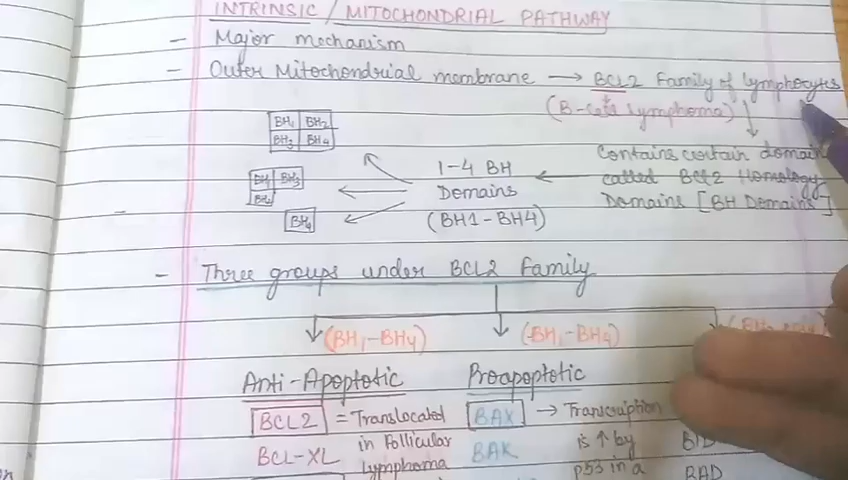 INTRINSIC / MITOCHONDRIAL PATHWAY
- Major mechanism
- Outer Mitochondrial membrane → BCL2 Family of lymphocytes
(B-cell lymphoma)
Contains certain domain
called BCl2 Homology
Domains [BH Domains]
1-4 BH
Domains
(BH1-BH4)
BH1 BH2
BH3 BH4
BH1 BH3
BH4
- Three groups under BCL2 family
(BH1-BH4) (BH1-BH4)
Anti-Apoptotic Proapoptotic
BCL2 = Translocated BAX → Transcription
BCL-XL in follicular BAK is ↑ by BID
lymphoma p53 in a BAD